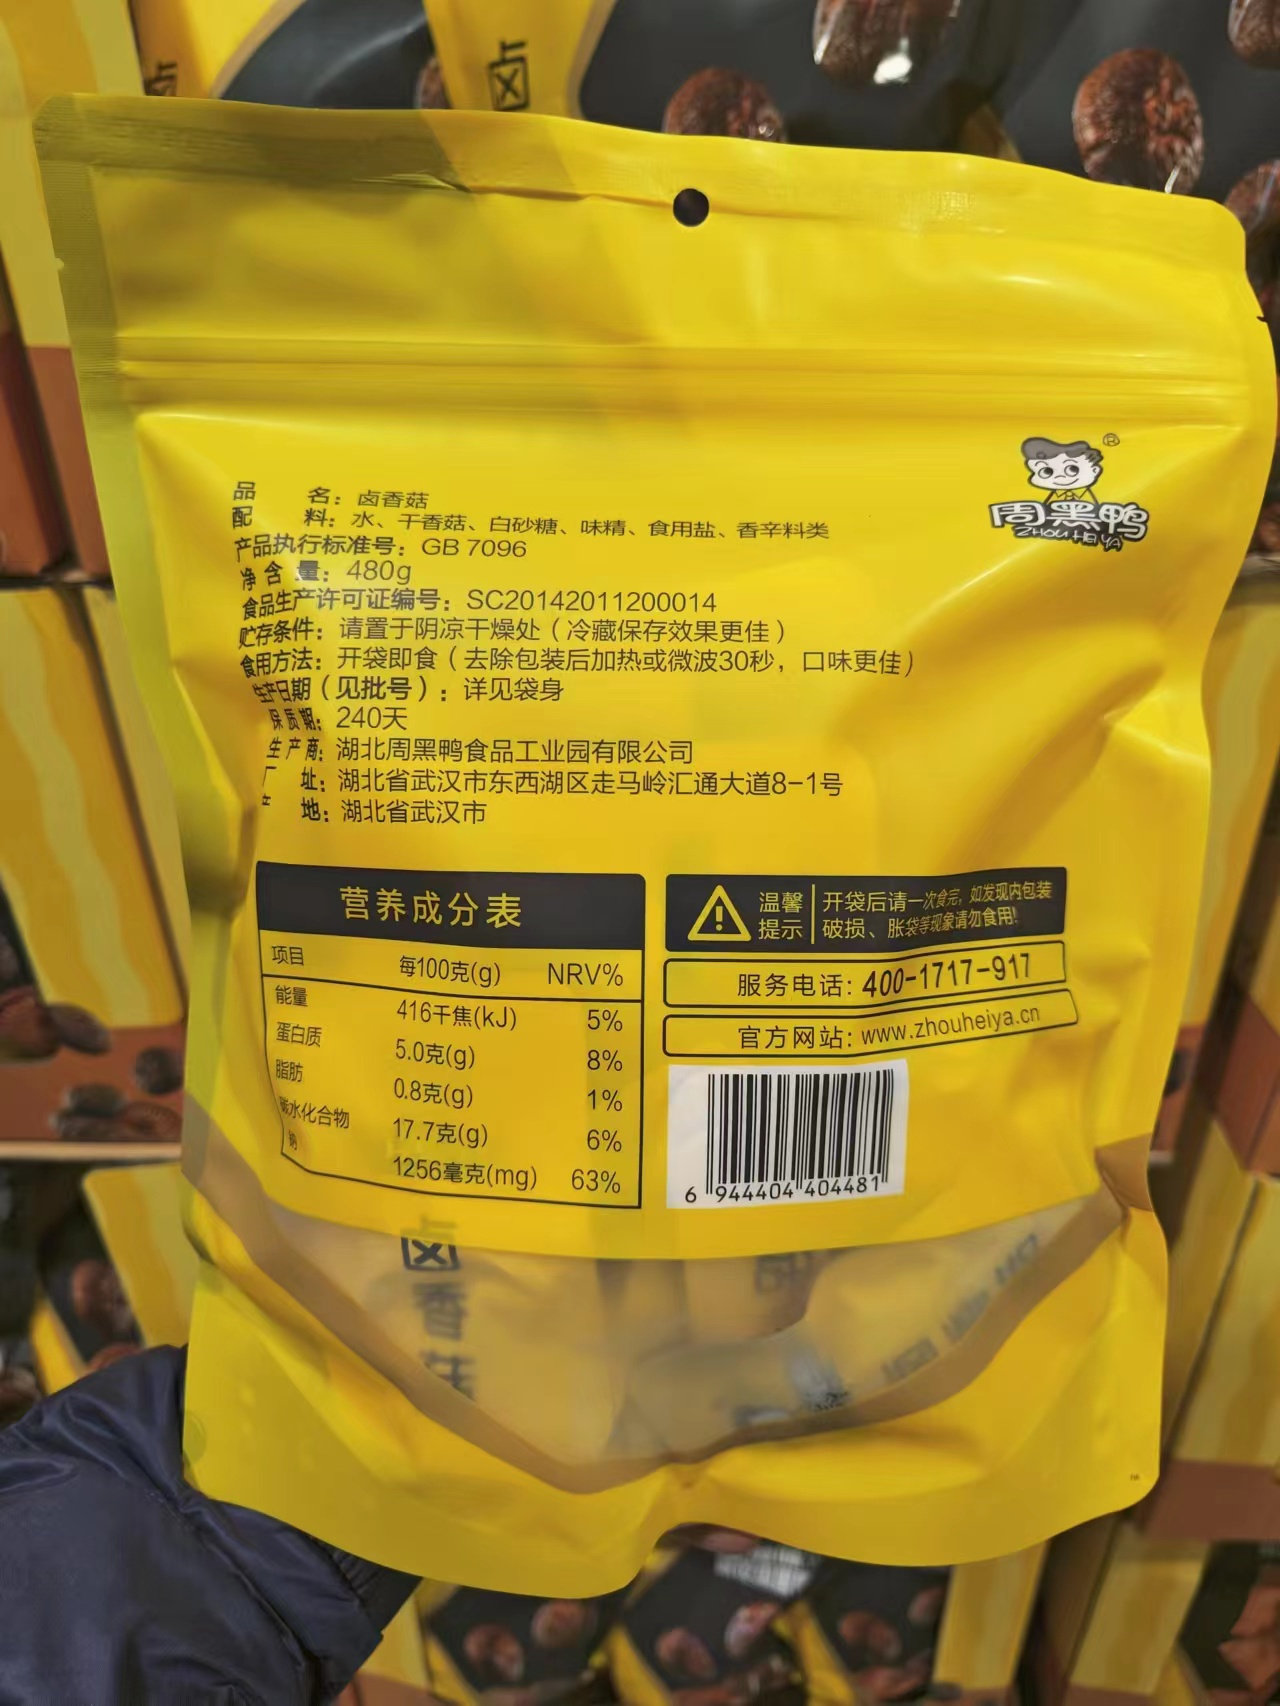 卤
卤
周黑鸭®
ZHOU HEI YA
品 名：卤香菇
配 料：水、干香菇、白砂糖、味精、食用盐、香辛料类
产品执行标准号：GB 7096
净含量：480g
食品生产许可证编号：SC20142011200014
贮存条件：请置于阴凉干燥处（冷藏保存效果更佳）
食用方法：开袋即食（去除包装后加热或微波30秒，口味更佳）
生产日期（见批号）：详见袋身
保质期：240天
生产商：湖北周黑鸭食品工业园有限公司
厂 址：湖北省武汉市东西湖区走马岭汇通大道8-1号
产 地：湖北省武汉市
营养成分表
项目 每100克(g) NRV%
能量 416千焦(kJ) 5%
蛋白质 5.0克(g) 8%
脂肪 0.8克(g) 1%
碳水化合物 17.7克(g) 6%
钠 1256毫克(mg) 63%
温馨提示 开袋后请一次食完，如发现内包装
破损、胀袋等现象请勿食用！
服务电话：400-1717-917
官方网站：www.zhouheiya.cn
6 944404 404481
卤香菇